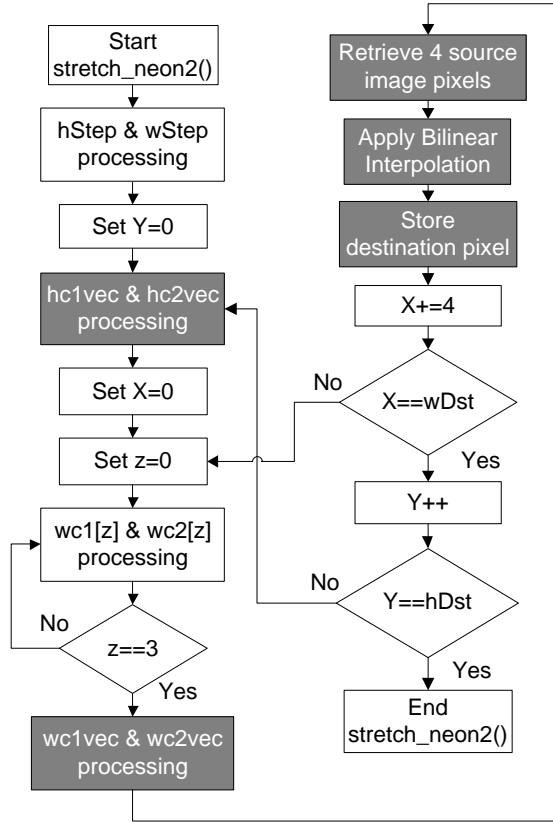 Start
stretch_neon2()
hStep & wStep
processing
Set Y=0
hc1vec & hc2vec
processing
Set X=0
Set z=0
wc1[z] & wc2[z]
processing
No
z==3
Yes
wc1vec & wc2vec
processing
Retrieve 4 source
image pixels
Apply Bilinear
Interpolation
Store
destination pixel
X+=4
No
X==wDst
Yes
Y++
No
Y==hDst
Yes
End
stretch_neon2()